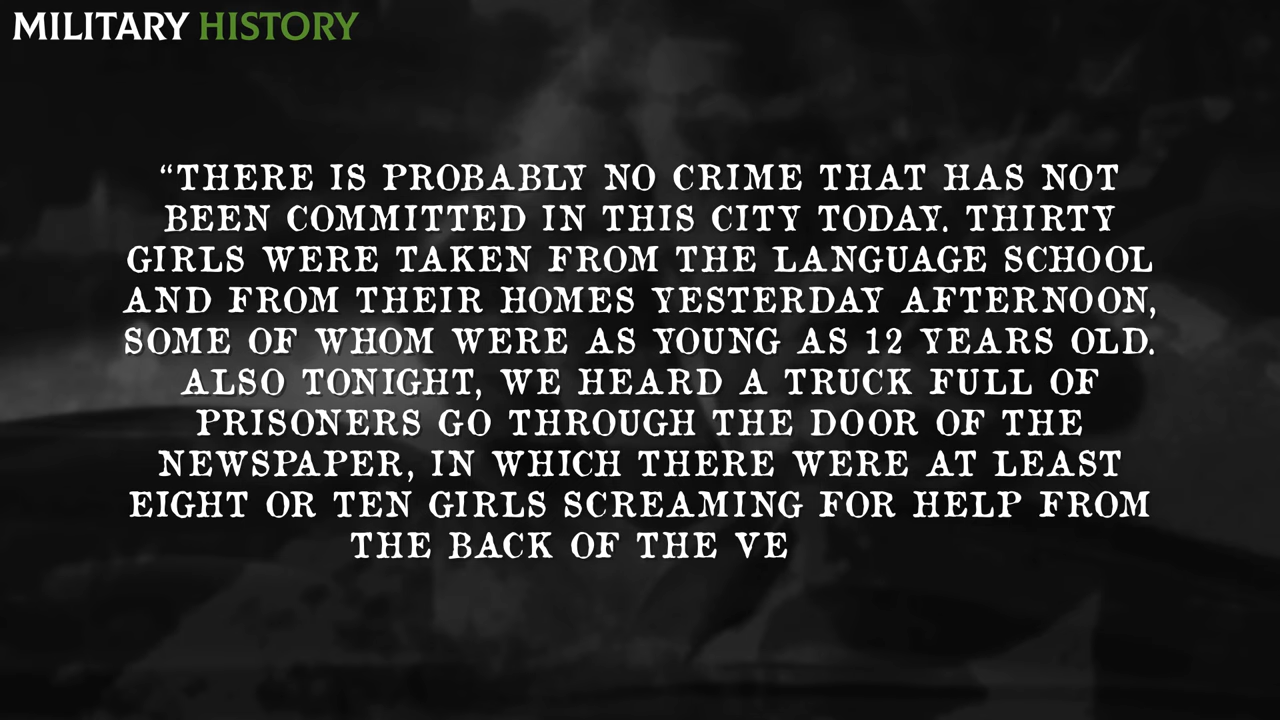 MILITARY HISTORY
“THERE IS PROBABLY NO CRIME THAT HAS NOT
BEEN COMMITTED IN THIS CITY TODAY. THIRTY
GIRLS WERE TAKEN FROM THE LANGUAGE SCHOOL
AND FROM THEIR HOMES YESTERDAY AFTERNOON,
SOME OF WHOM WERE AS YOUNG AS 12 YEARS OLD.
ALSO TONIGHT, WE HEARD A TRUCK FULL OF
PRISONERS GO THROUGH THE DOOR OF THE
NEWSPAPER, IN WHICH THERE WERE AT LEAST
EIGHT OR TEN GIRLS SCREAMING FOR HELP FROM
THE BACK OF THE VE